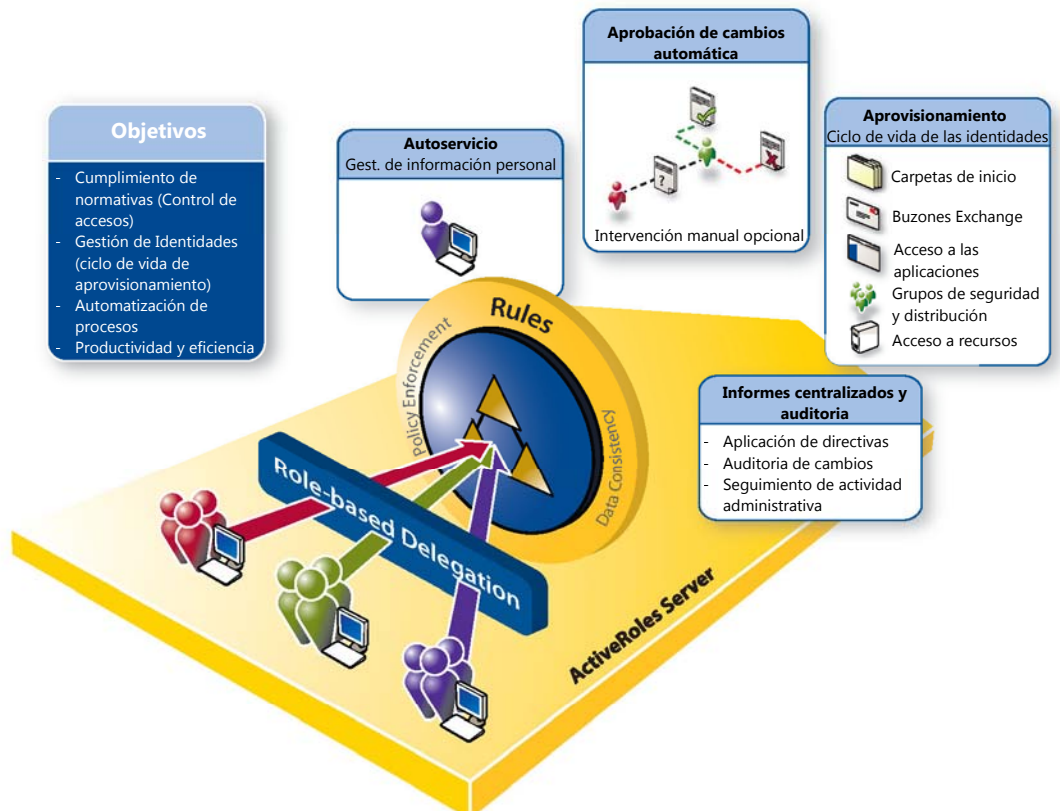 Objetivos
- Cumplimiento de
normativas (Control de
accesos)
- Gestión de Identidades
(ciclo de vida de
aprovisionamiento)
- Automatización de
procesos
- Productividad y eficiencia
Autoservicio
Gest. de información personal
Aprobación de cambios
automática
?
Intervención manual opcional
Aprovisionamiento
Ciclo de vida de las identidades
Carpetas de inicio
Buzones Exchange
Acceso a las
aplicaciones
Grupos de seguridad
y distribución
Acceso a recursos
Informes centralizados y
auditoria
- Aplicación de directivas
- Auditoria de cambios
- Seguimiento de actividad
administrativa
Rules
Policy Enforcement
Data Consistency
Role-based Delegation
ActiveRoles Server